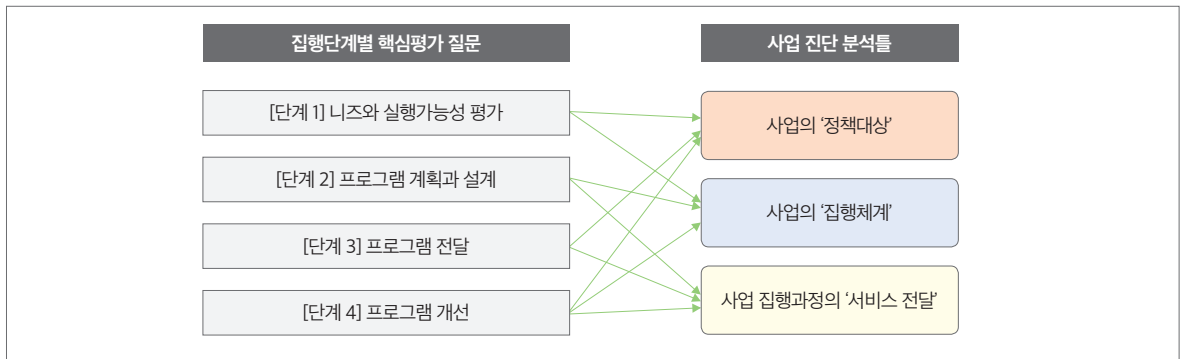 집행단계별 핵심평가 질문
[단계 1] 니즈와 실행가능성 평가
[단계 2] 프로그램 계획과 설계
[단계 3] 프로그램 전달
[단계 4] 프로그램 개선
사업 진단 분석틀
사업의 ‘정책대상’
사업의 ‘집행체계’
사업 집행과정의 ‘서비스 전달’